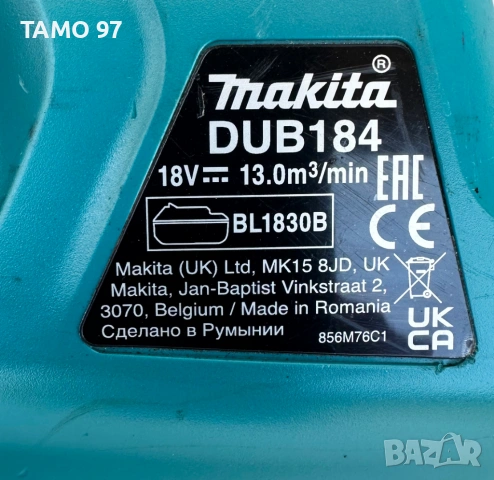 TAMO 97
makita®
DUB184
18V⎓ 13.0m³/min
BL1830B
EAC
CE
Makita (UK) Ltd, MK15 8JD, UK
Makita, Jan-Baptist Vinkstraat 2,
3070, Belgium / Made in Romania
Сделано в Румынии
856M76C1
UK
CA
BAZAR